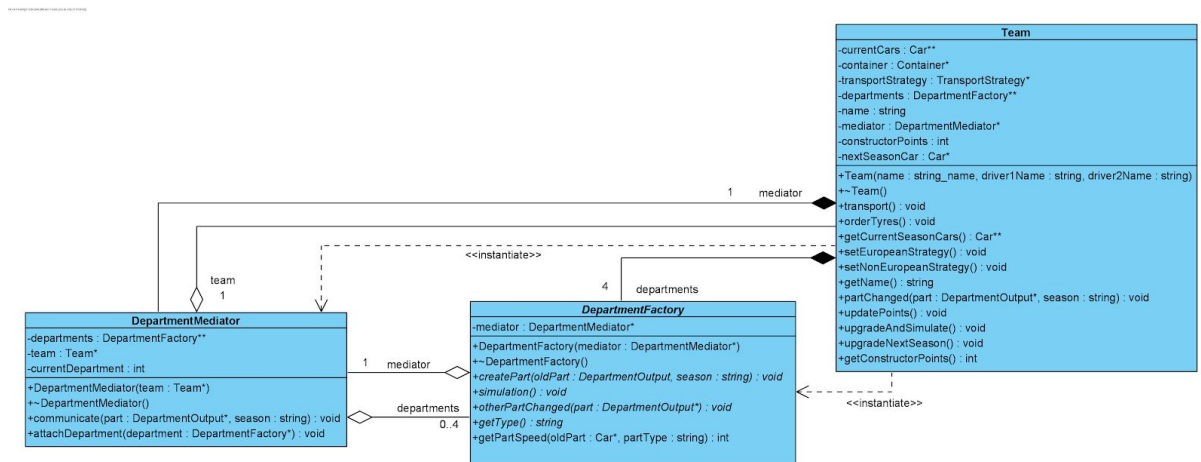 Team
-currentCars : Car**
-container : Container*
-transportStrategy : TransportStrategy*
-departments : DepartmentFactory**
-name : string
-mediator : DepartmentMediator*
-constructorPoints : int
-nextSeasonCar : Car*
+Team(name : string_name, driver1Name : string, driver2Name : string)
+~Team()
+transport() : void
+orderTyres() : void
+getCurrentSeasonCars() : Car**
+setEuropeanStrategy() : void
+setNonEuropeanStrategy() : void
+getName() : string
+partChanged(part : DepartmentOutput*, season : string) : void
+updatePoints() : void
+upgradeAndSimulate() : void
+upgradeNextSeason() : void
+getConstructorPoints() : int
1 mediator
<<instantiate>>
team
1
4 departments
<<instantiate>>
DepartmentMediator
-departments : DepartmentFactory**
-team : Team*
-currentDepartment : int
+DepartmentMediator(team : Team*)
+~DepartmentMediator()
+communicate(part : DepartmentOutput*, season : string) : void
+attachDepartment(department : DepartmentFactory*) : void
1 mediator
departments
0..4
DepartmentFactory
-mediator : DepartmentMediator*
+DepartmentFactory(mediator : DepartmentMediator*)
+~DepartmentFactory()
+createPart(oldPart : DepartmentOutput, season : string) : void
+simulation() : void
+otherPartChanged(part : DepartmentOutput*) : void
+getType() : string
+getPartSpeed(oldPart : Car*, partType : string) : int